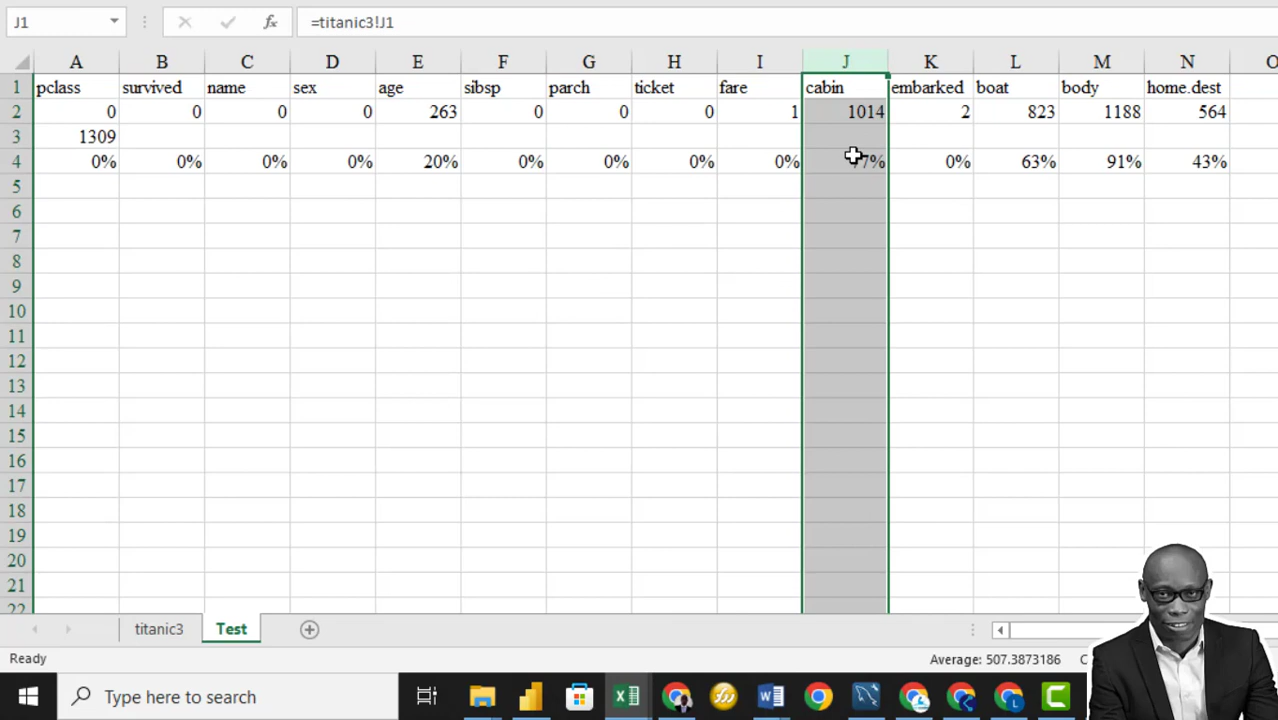 J1 =titanic3!J1
A B C D E F G H I J K L M N O
1 pclass survived name sex age sibsp parch ticket fare cabin embarked boat body home.dest
2 0 0 0 0 263 0 0 0 1 1014 2 823 1188 564
3 1309
4 0% 0% 0% 0% 20% 0% 0% 0% 0% 77% 0% 63% 91% 43%
5
6
7
8
9
10
11
12
13
14
15
16
17
18
19
20
21
22
titanic3 Test
Ready Average: 507.3873186
Type here to search